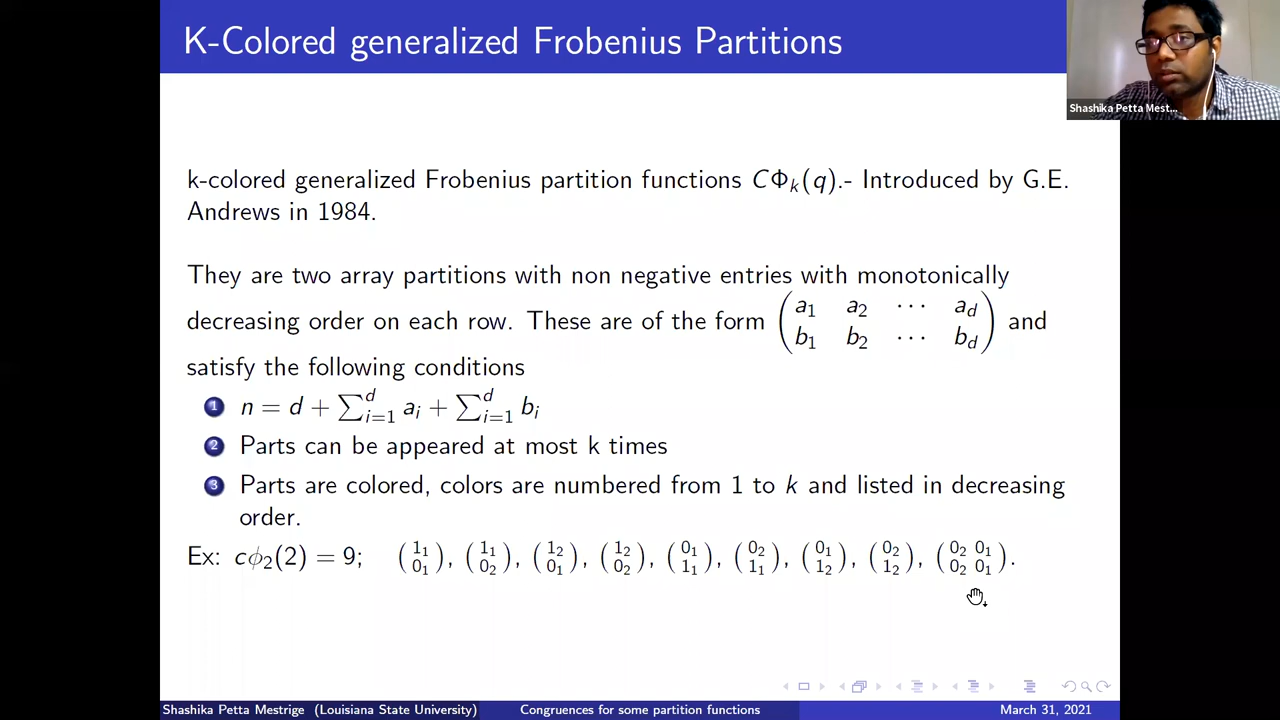 K-Colored generalized Frobenius Partitions
Shashika Petta Mest...
k-colored generalized Frobenius partition functions CΦ_k(q).- Introduced by G.E.
Andrews in 1984.
They are two array partitions with non negative entries with monotonically
decreasing order on each row. These are of the form (a_1 a_2 ⋯ a_d / b_1 b_2 ⋯ b_d) and
satisfy the following conditions
1 n = d + ∑_{i=1}^{d} a_i + ∑_{i=1}^{d} b_i
2 Parts can be appeared at most k times
3 Parts are colored, colors are numbered from 1 to k and listed in decreasing
order.
Ex: cϕ_2(2) = 9; (1_1 / 0_1), (1_1 / 0_2), (1_2 / 0_1), (1_2 / 0_2), (0_1 / 1_1), (0_2 / 1_1), (0_1 / 1_2), (0_2 / 1_2), (0_2 0_1 / 0_2 0_1).
Shashika Petta Mestrige (Louisiana State University) Congruences for some partition functions March 31, 2021